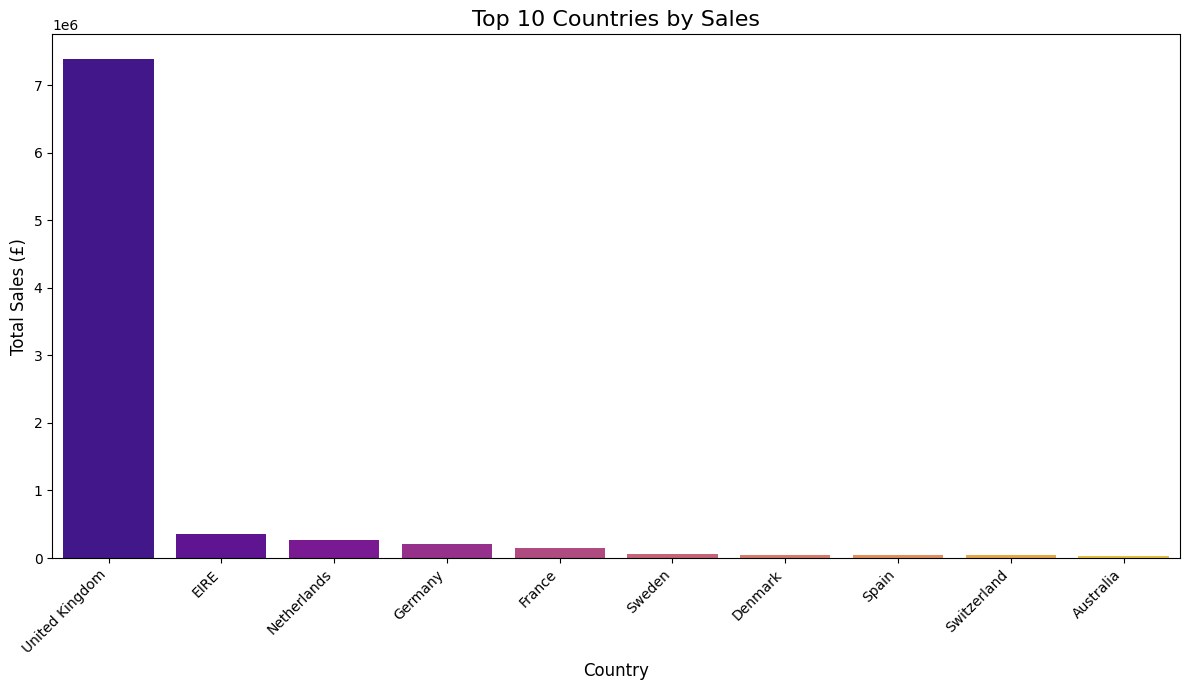 Top 10 Countries by Sales
1e6
Total Sales (£)
7
6
5
4
3
2
1
0
United Kingdom
EIRE
Netherlands
Germany
France
Sweden
Denmark
Spain
Switzerland
Australia
Country